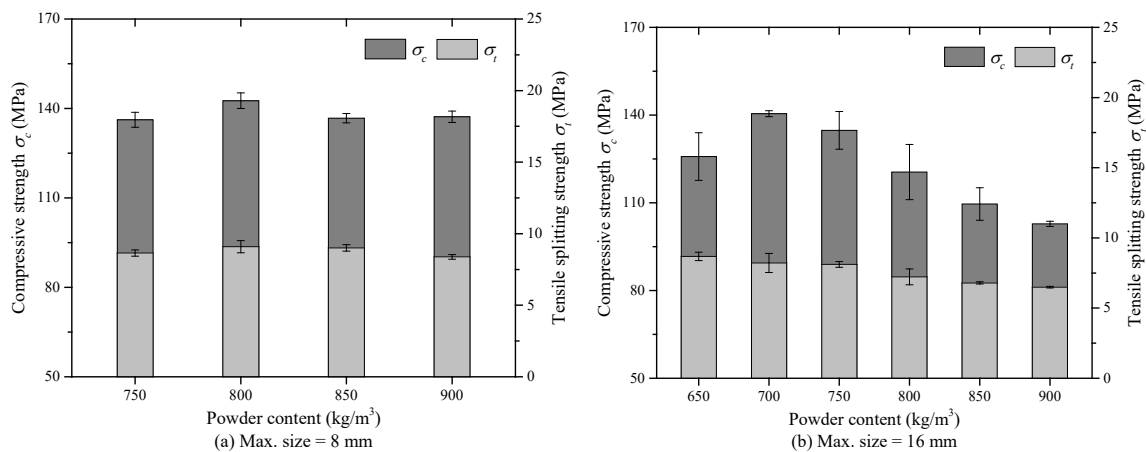 170
140
110
80
50
Compressive strength σc (MPa)
σc
σt
25
20
15
10
5
0
Tensile splitting strength σt (MPa)
750
800
850
900
Powder content (kg/m³)
(a) Max. size = 8 mm
170
140
110
80
50
Compressive strength σc (MPa)
σc
σt
25
20
15
10
5
0
Tensile splitting strength σt (MPa)
650
700
750
800
850
900
Powder content (kg/m³)
(b) Max. size = 16 mm